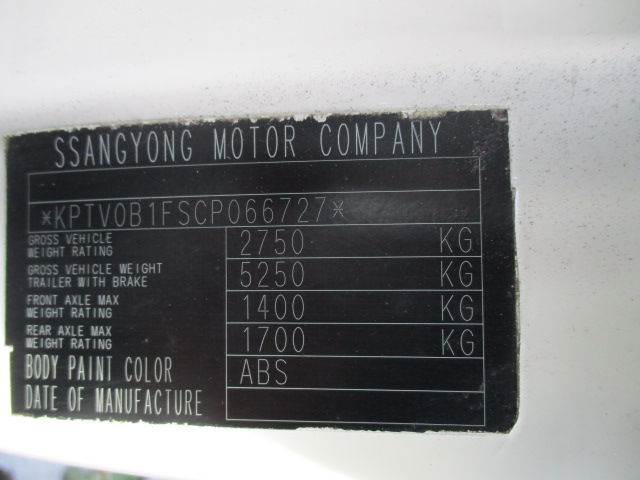 SSANGYONG MOTOR COMPANY
*KPTV0B1FSCP066727*
GROSS VEHICLE
WEIGHT RATING 2750 KG
GROSS VEHICLE WEIGHT
TRAILER WITH BRAKE 5250 KG
FRONT AXLE MAX
WEIGHT RATING 1400 KG
REAR AXLE MAX
WEIGHT RATING 1700 KG
BODY PAINT COLOR ABS
DATE OF MANUFACTURE